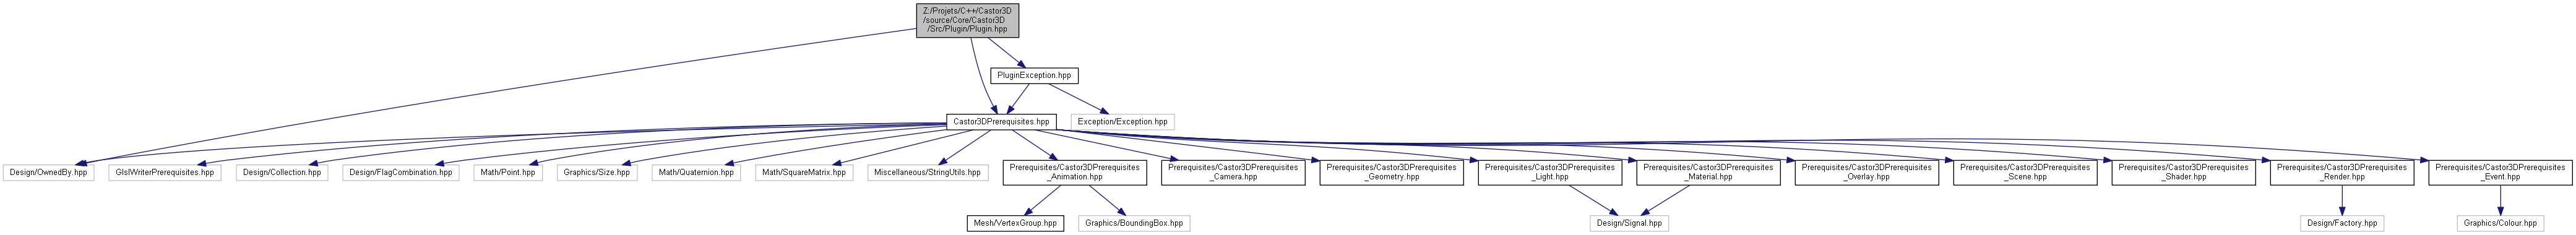 Z:/Projets/C++/Castor3D
/source/Core/Castor3D
/Src/Plugin/Plugin.hpp
PluginException.hpp
Castor3DPrerequisites.hpp
Exception/Exception.hpp
Design/OwnedBy.hpp
GlslWriterPrerequisites.hpp
Design/Collection.hpp
Design/FlagCombination.hpp
Math/Point.hpp
Graphics/Size.hpp
Math/Quaternion.hpp
Math/SquareMatrix.hpp
Miscellaneous/StringUtils.hpp
Prerequisites/Castor3DPrerequisites
_Animation.hpp
Prerequisites/Castor3DPrerequisites
_Camera.hpp
Prerequisites/Castor3DPrerequisites
_Geometry.hpp
Prerequisites/Castor3DPrerequisites
_Light.hpp
Prerequisites/Castor3DPrerequisites
_Material.hpp
Prerequisites/Castor3DPrerequisites
_Overlay.hpp
Prerequisites/Castor3DPrerequisites
_Scene.hpp
Prerequisites/Castor3DPrerequisites
_Shader.hpp
Prerequisites/Castor3DPrerequisites
_Render.hpp
Prerequisites/Castor3DPrerequisites
_Event.hpp
Mesh/VertexGroup.hpp
Graphics/BoundingBox.hpp
Design/Signal.hpp
Design/Factory.hpp
Graphics/Colour.hpp